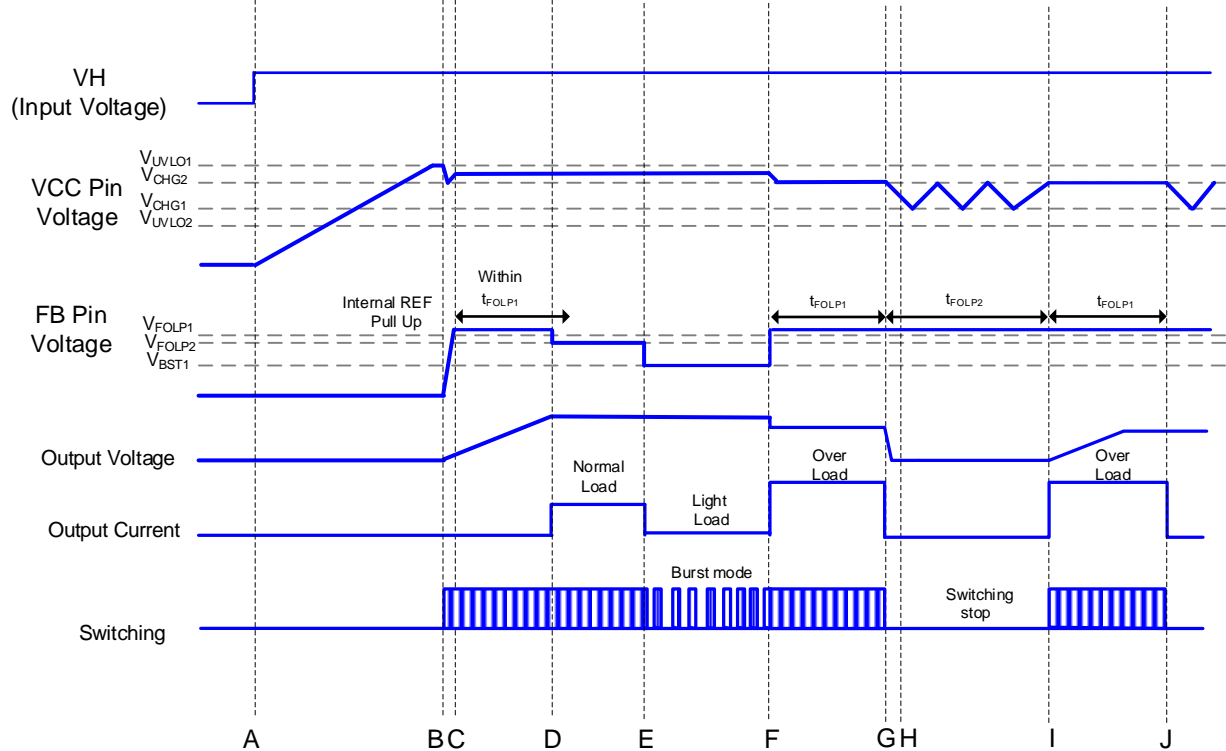 VH
(Input Voltage)
VUVLO1
VCHG2
VCC Pin
Voltage
VCHG1
VUVLO2
Within
tFOLP1
Internal REF
Pull Up
FB Pin
Voltage
VFOLP1
VFOLP2
VBST1
tFOLP1
tFOLP2
tFOLP1
Output Voltage
Normal
Load
Light
Load
Over
Load
Over
Load
Output Current
Burst mode
Switching
stop
Switching
A B C D E F G H I J